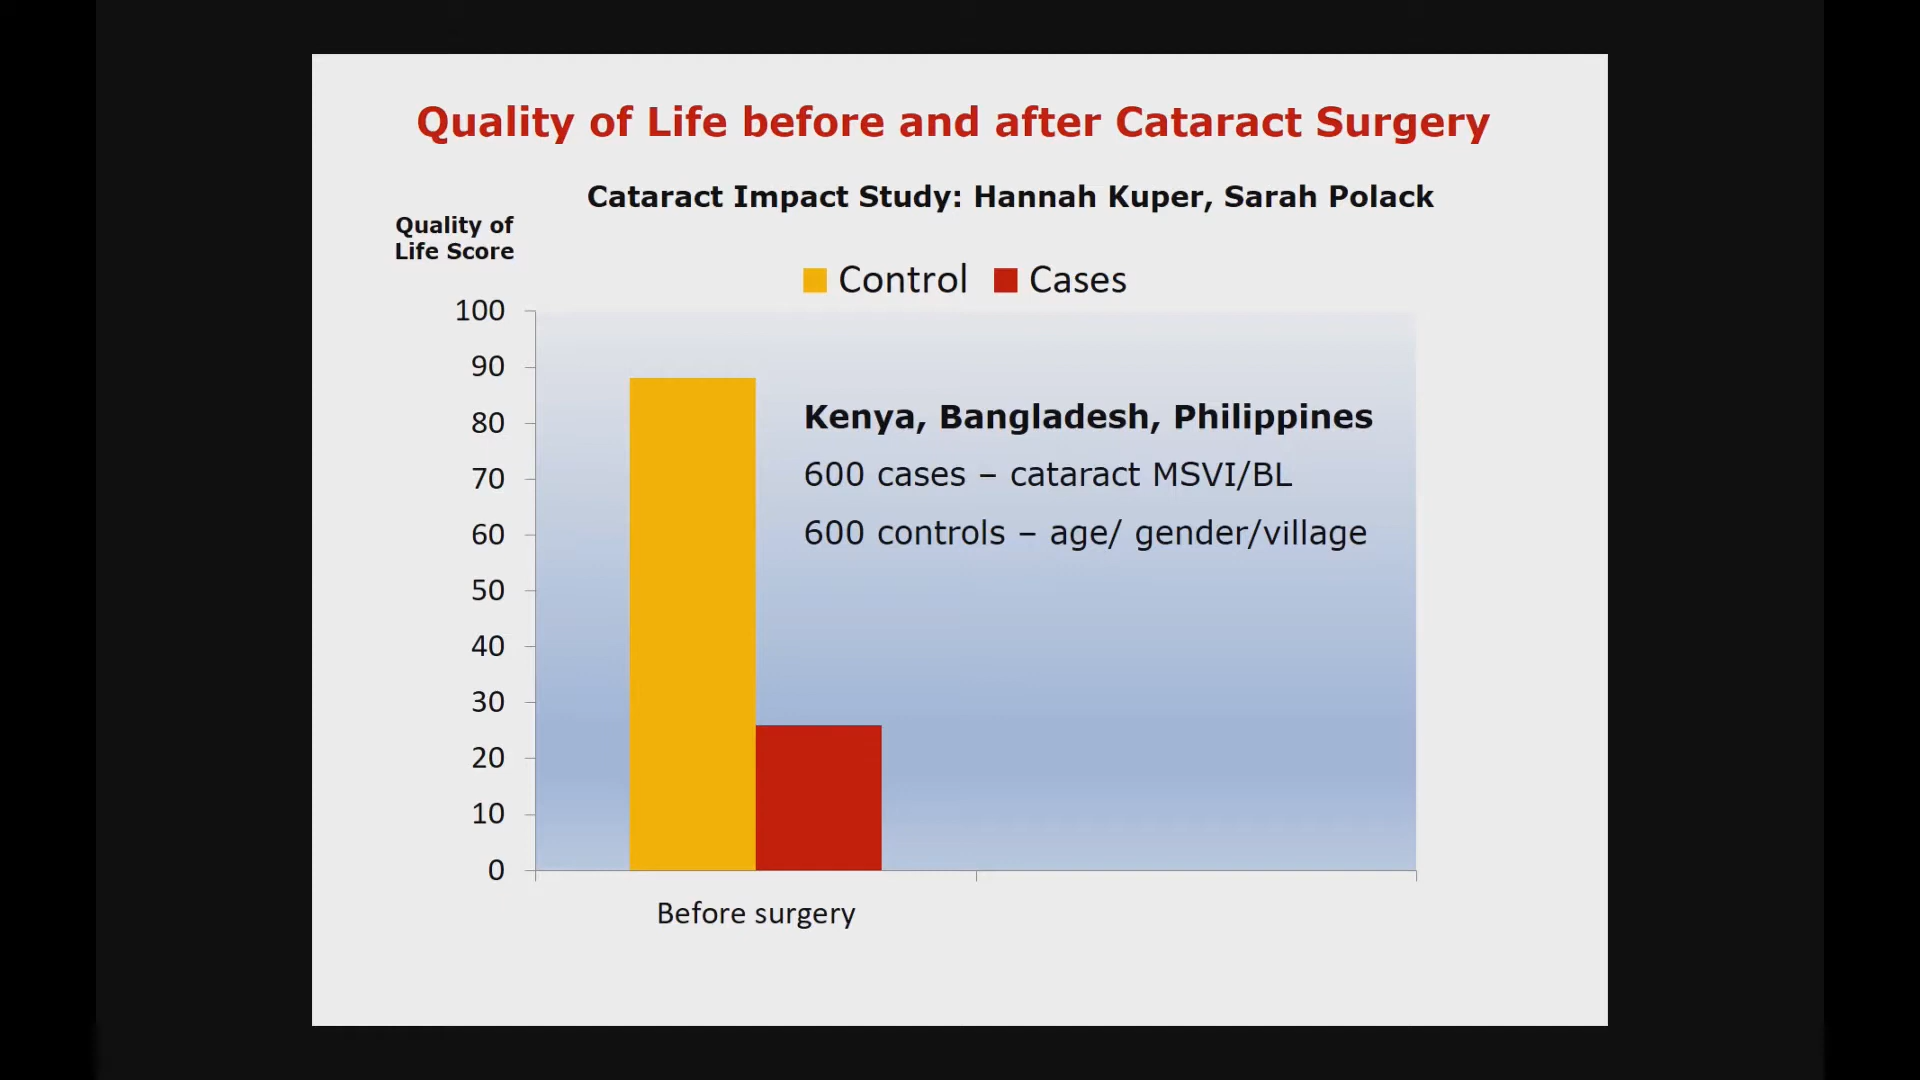 Quality of Life before and after Cataract Surgery
Cataract Impact Study: Hannah Kuper, Sarah Polack
Quality of
Life Score
Control
Cases
100
90
80
70
60
50
40
30
20
10
0
Kenya, Bangladesh, Philippines
600 cases – cataract MSVI/BL
600 controls – age/ gender/village
Before surgery